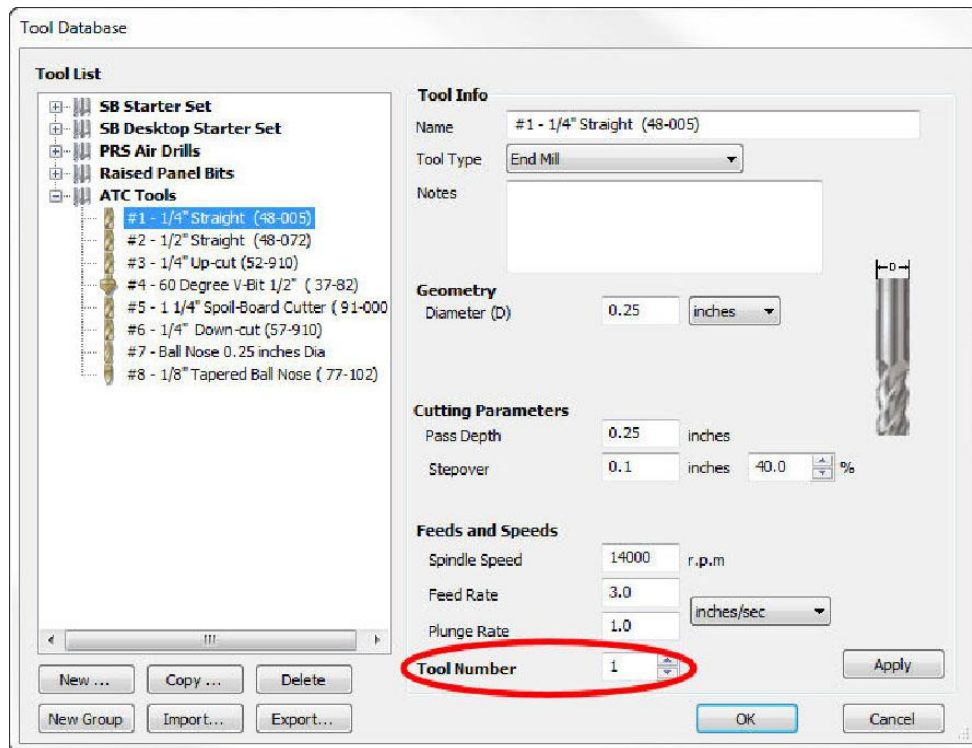 Tool Database
Tool List
SB Starter Set
SB Desktop Starter Set
PRS Air Drills
Raised Panel Bits
ATC Tools
#1 - 1/4" Straight (48-005)
#2 - 1/2" Straight (48-072)
#3 - 1/4" Up-cut (52-910)
#4 - 60 Degree V-Bit 1/2" ( 37-82)
#5 - 1 1/4" Spoil-Board Cutter ( 91-000
#6 - 1/4" Down-cut (57-910)
#7 - Ball Nose 0.25 inches Dia
#8 - 1/8" Tapered Ball Nose ( 77-102)
New ...
Copy ...
Delete
New Group
Import...
Export...
Tool Info
Name #1 - 1/4" Straight (48-005)
Tool Type End Mill
Notes
Geometry
Diameter (D) 0.25 inches
D
Cutting Parameters
Pass Depth 0.25 inches
Stepover 0.1 inches 40.0 %
Feeds and Speeds
Spindle Speed 14000 r.p.m
Feed Rate 3.0
inches/sec
Plunge Rate 1.0
Tool Number 1
Apply
OK
Cancel